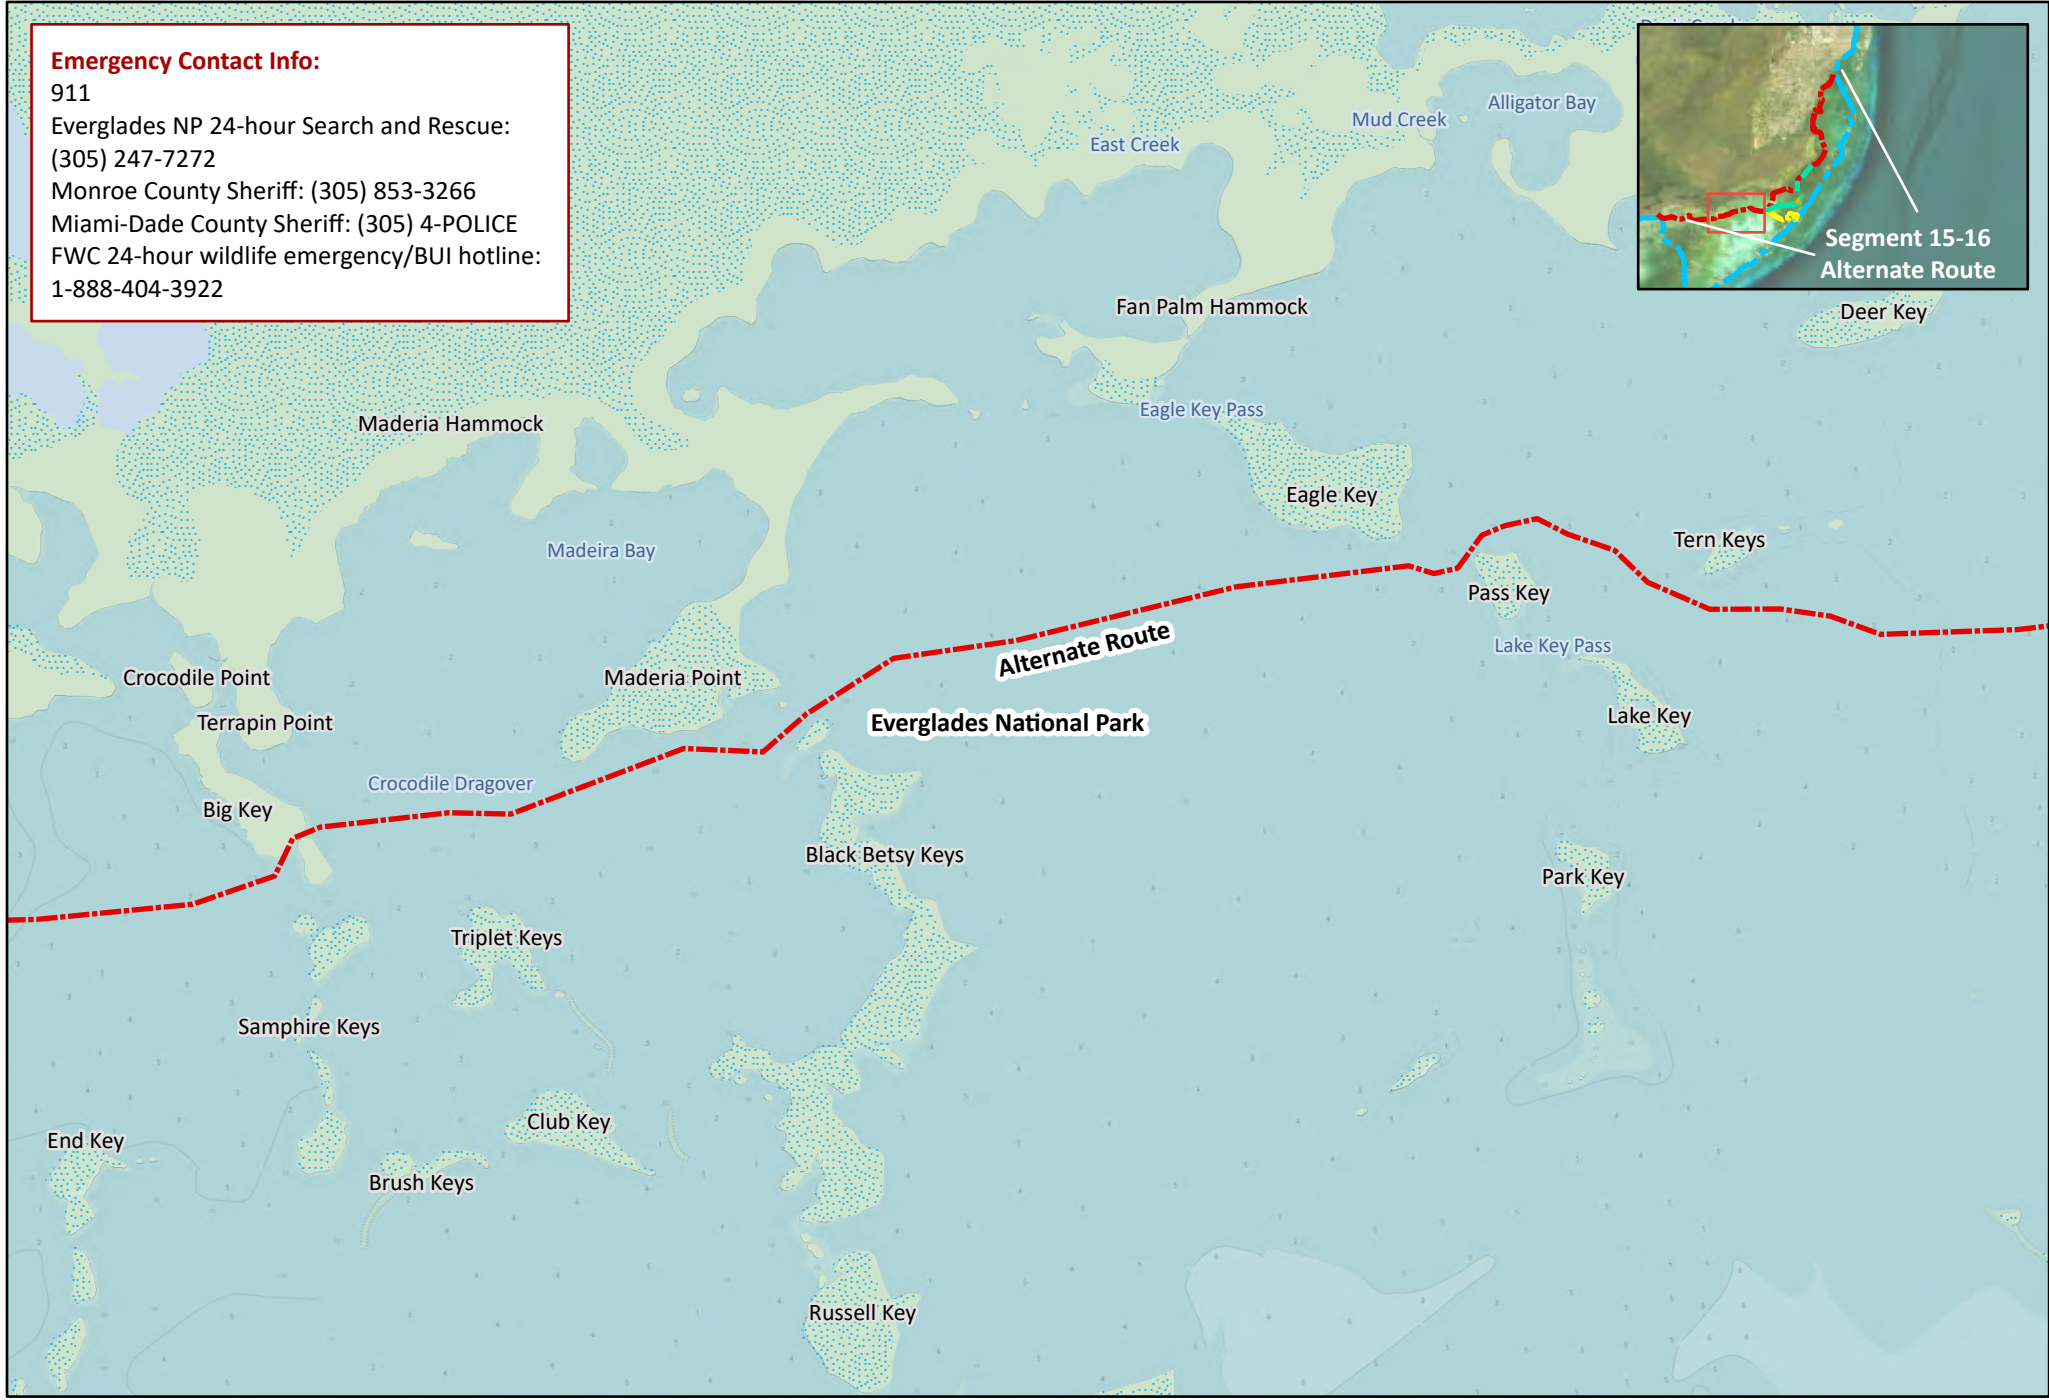 Emergency Contact Info:
911
Everglades NP 24-hour Search and Rescue:
(305) 247-7272
Monroe County Sheriff: (305) 853-3266
Miami-Dade County Sheriff: (305) 4-POLICE
FWC 24-hour wildlife emergency/BUI hotline:
1-888-404-3922
Alligator Bay
Mud Creek
East Creek
Segment 15-16
Alternate Route
Fan Palm Hammock
Deer Key
Eagle Key Pass
Maderia Hammock
Eagle Key
Tern Keys
Madeira Bay
Pass Key
Alternate Route
Lake Key Pass
Crocodile Point
Maderia Point
Terrapin Point
Everglades National Park
Lake Key
Crocodile Dragover
Big Key
Black Betsy Keys
Park Key
Triplet Keys
Samphire Keys
Club Key
End Key
Brush Keys
Russell Key